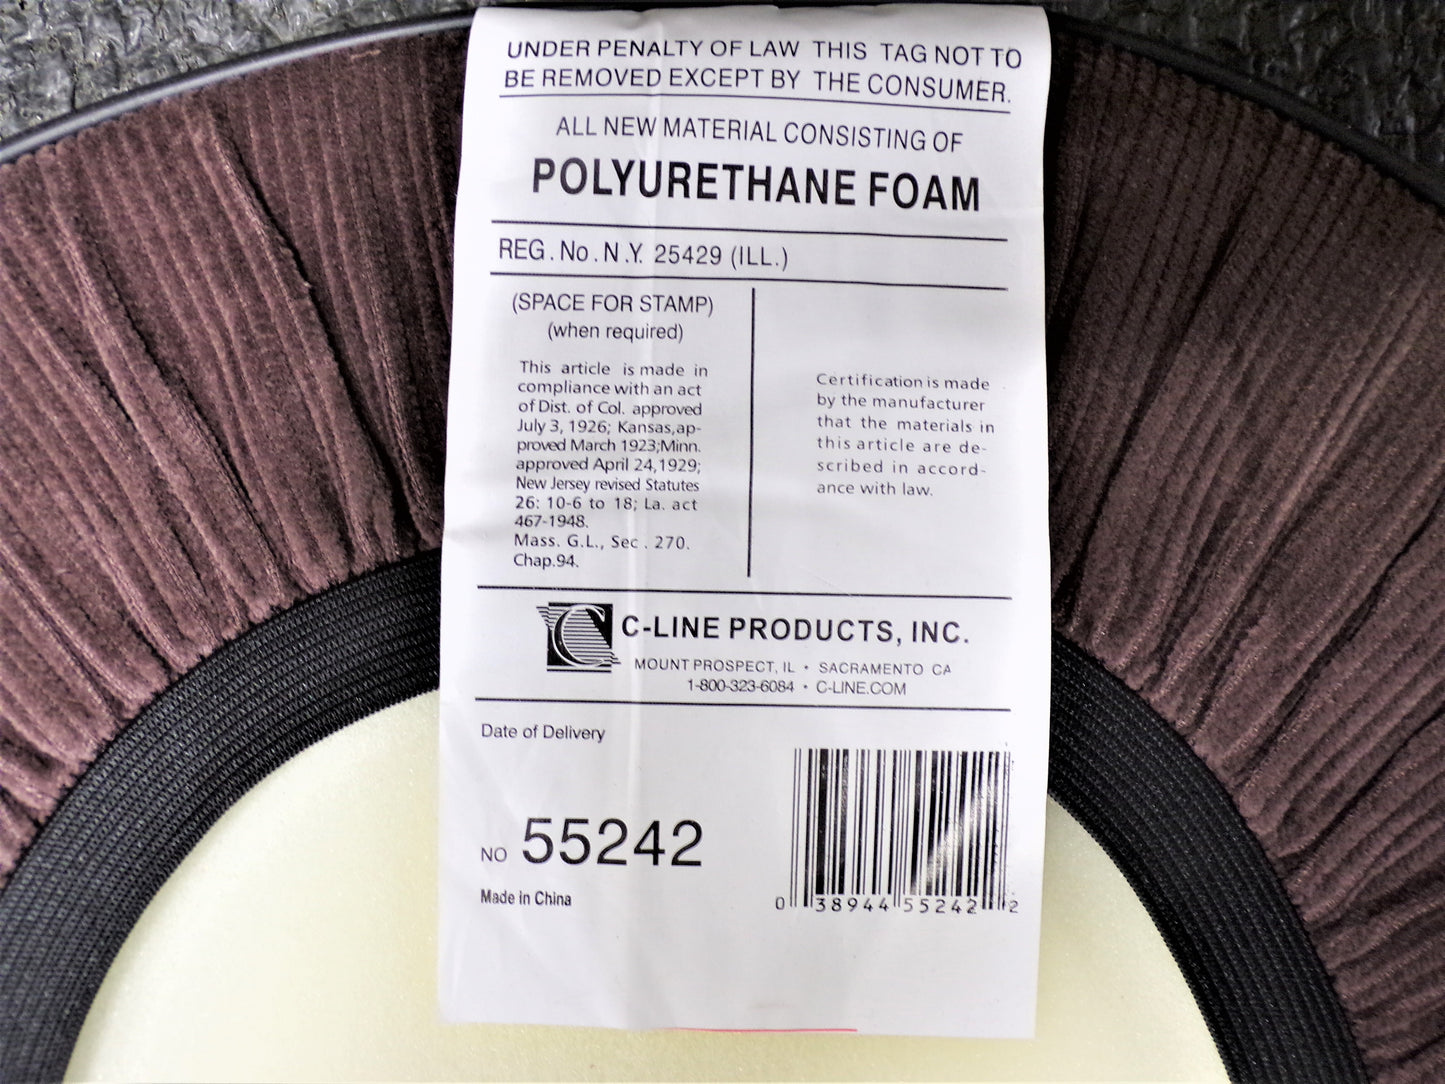 UNDER PENALTY OF LAW THIS TAG NOT TO
BE REMOVED EXCEPT BY THE CONSUMER.
ALL NEW MATERIAL CONSISTING OF
POLYURETHANE FOAM
REG. No. N.Y. 25429 (ILL.)
(SPACE FOR STAMP)
(when required)
This article is made in
compliance with an act
of Dist. of Col. approved
July 3, 1926; Kansas,ap-
proved March 1923;Minn.
approved April 24,1929;
New Jersey revised Statutes
26: 10-6 to 18; La. act
467-1948.
Mass. G.L., Sec. 270.
Chap.94.
Certification is made
by the manufacturer
that the materials in
this article are de-
scribed in accord-
ance with law.
C C-LINE PRODUCTS, INC.
MOUNT PROSPECT, IL • SACRAMENTO CA
1-800-323-6084 • C-LINE.COM
Date of Delivery
NO 55242
Made in China
0 38944 55242 2